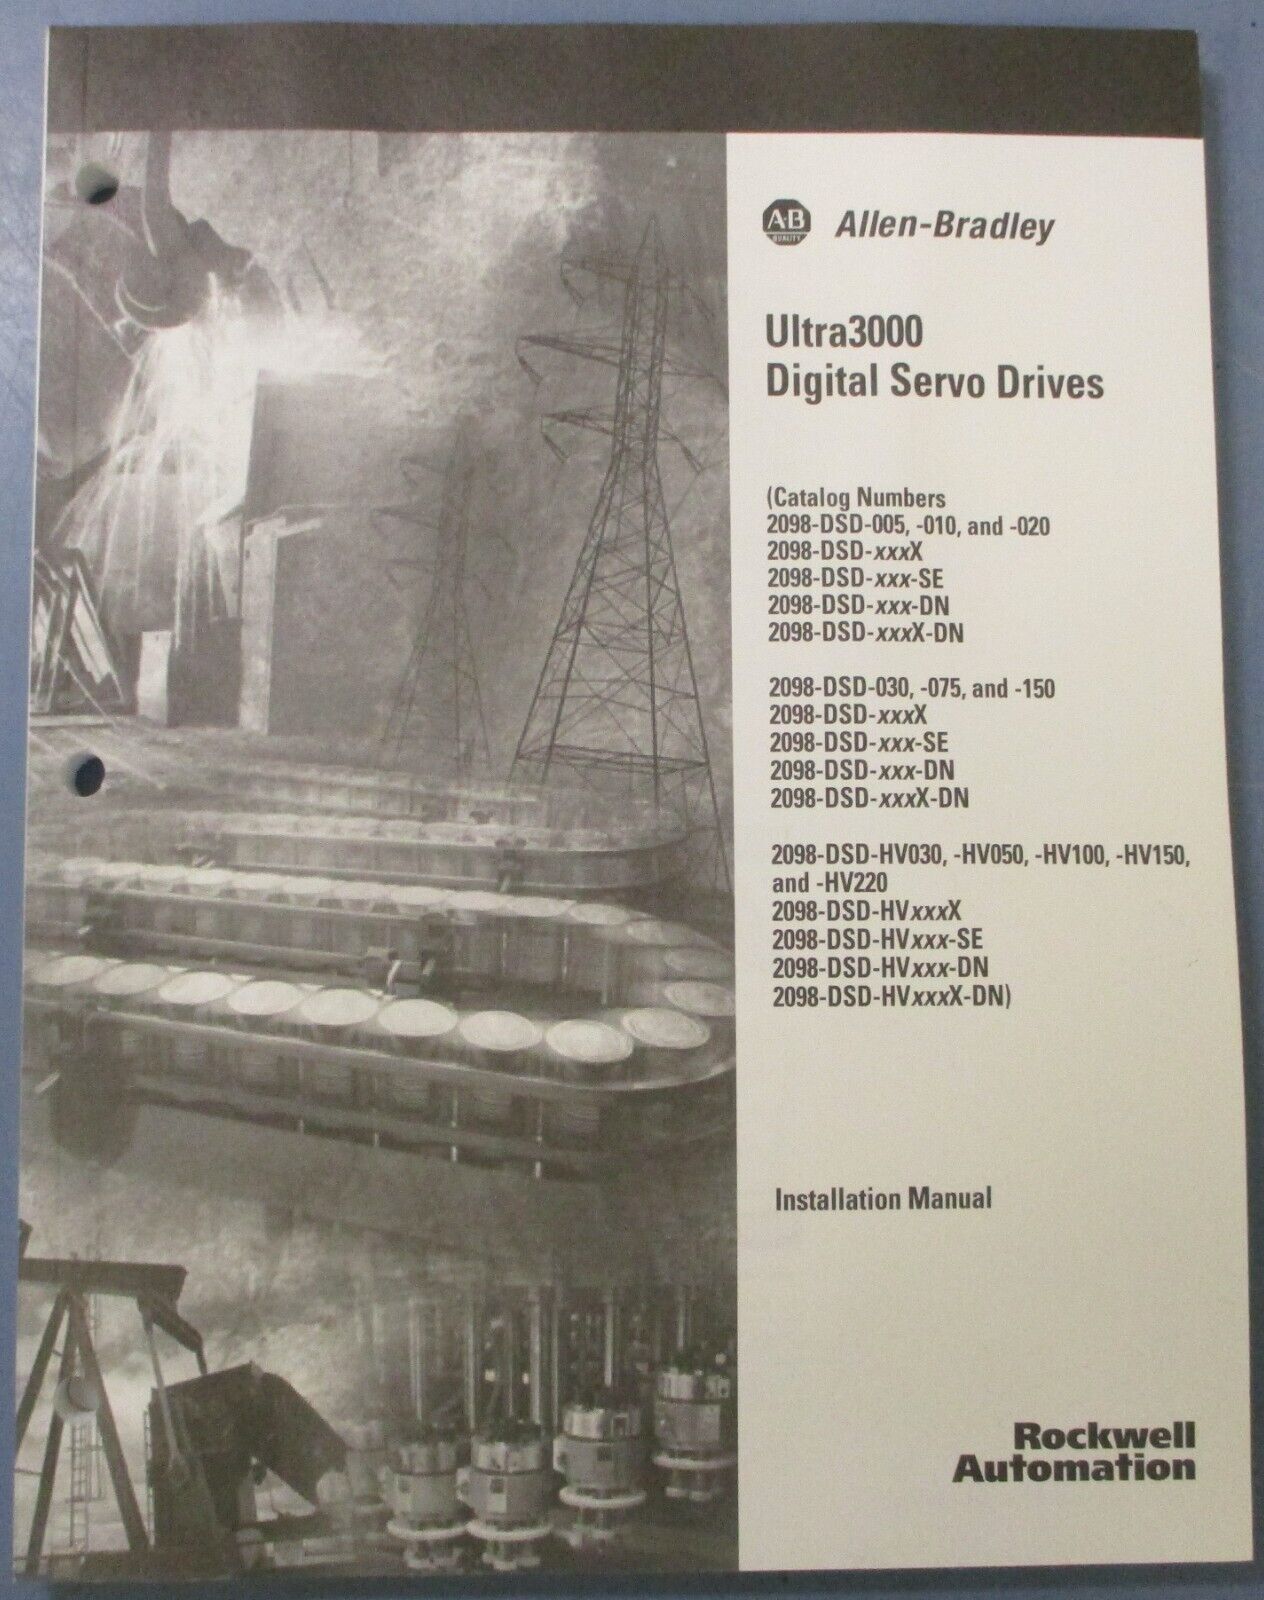 A-B
QUALITY
Allen-Bradley
Ultra3000
Digital Servo Drives
(Catalog Numbers
2098-DSD-005, -010, and -020
2098-DSD-xxxX
2098-DSD-xxx-SE
2098-DSD-xxx-DN
2098-DSD-xxxX-DN
2098-DSD-030, -075, and -150
2098-DSD-xxxX
2098-DSD-xxx-SE
2098-DSD-xxx-DN
2098-DSD-xxxX-DN
2098-DSD-HV030, -HV050, -HV100, -HV150,
and -HV220
2098-DSD-HVxxxX
2098-DSD-HVxxx-SE
2098-DSD-HVxxx-DN
2098-DSD-HVxxxX-DN)
Installation Manual
Rockwell
Automation